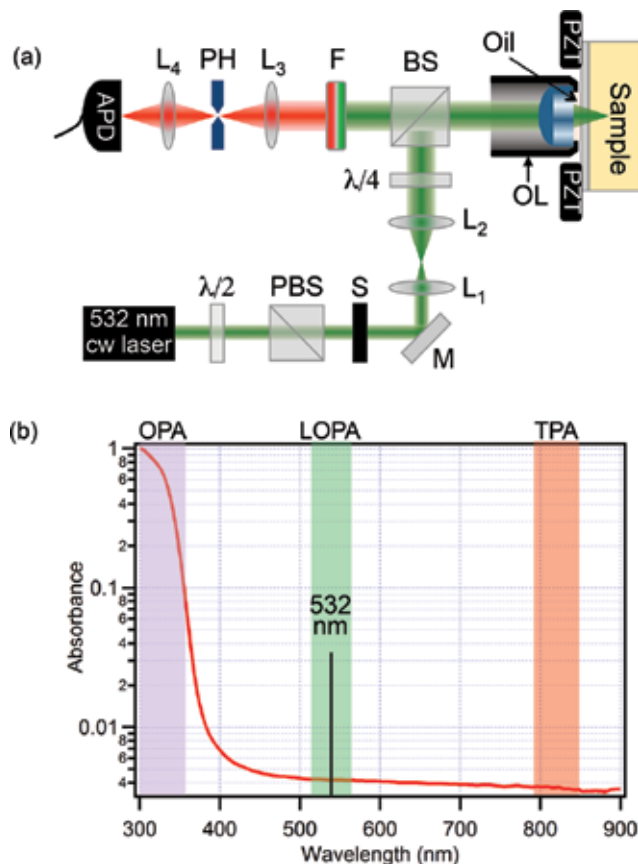 (a)
L4 PH L3 F BS Oil PZT
APD
Sample
λ/4
OL
PZT
L2
λ/2 PBS S L1
532 nm
cw laser
M
(b) OPA LOPA TPA
1
8
6
4
2
0.1
8
6
4
2
0.01
8
6
4
532
nm
Absorbance
300 400 500 600 700 800 900
Wavelength (nm)